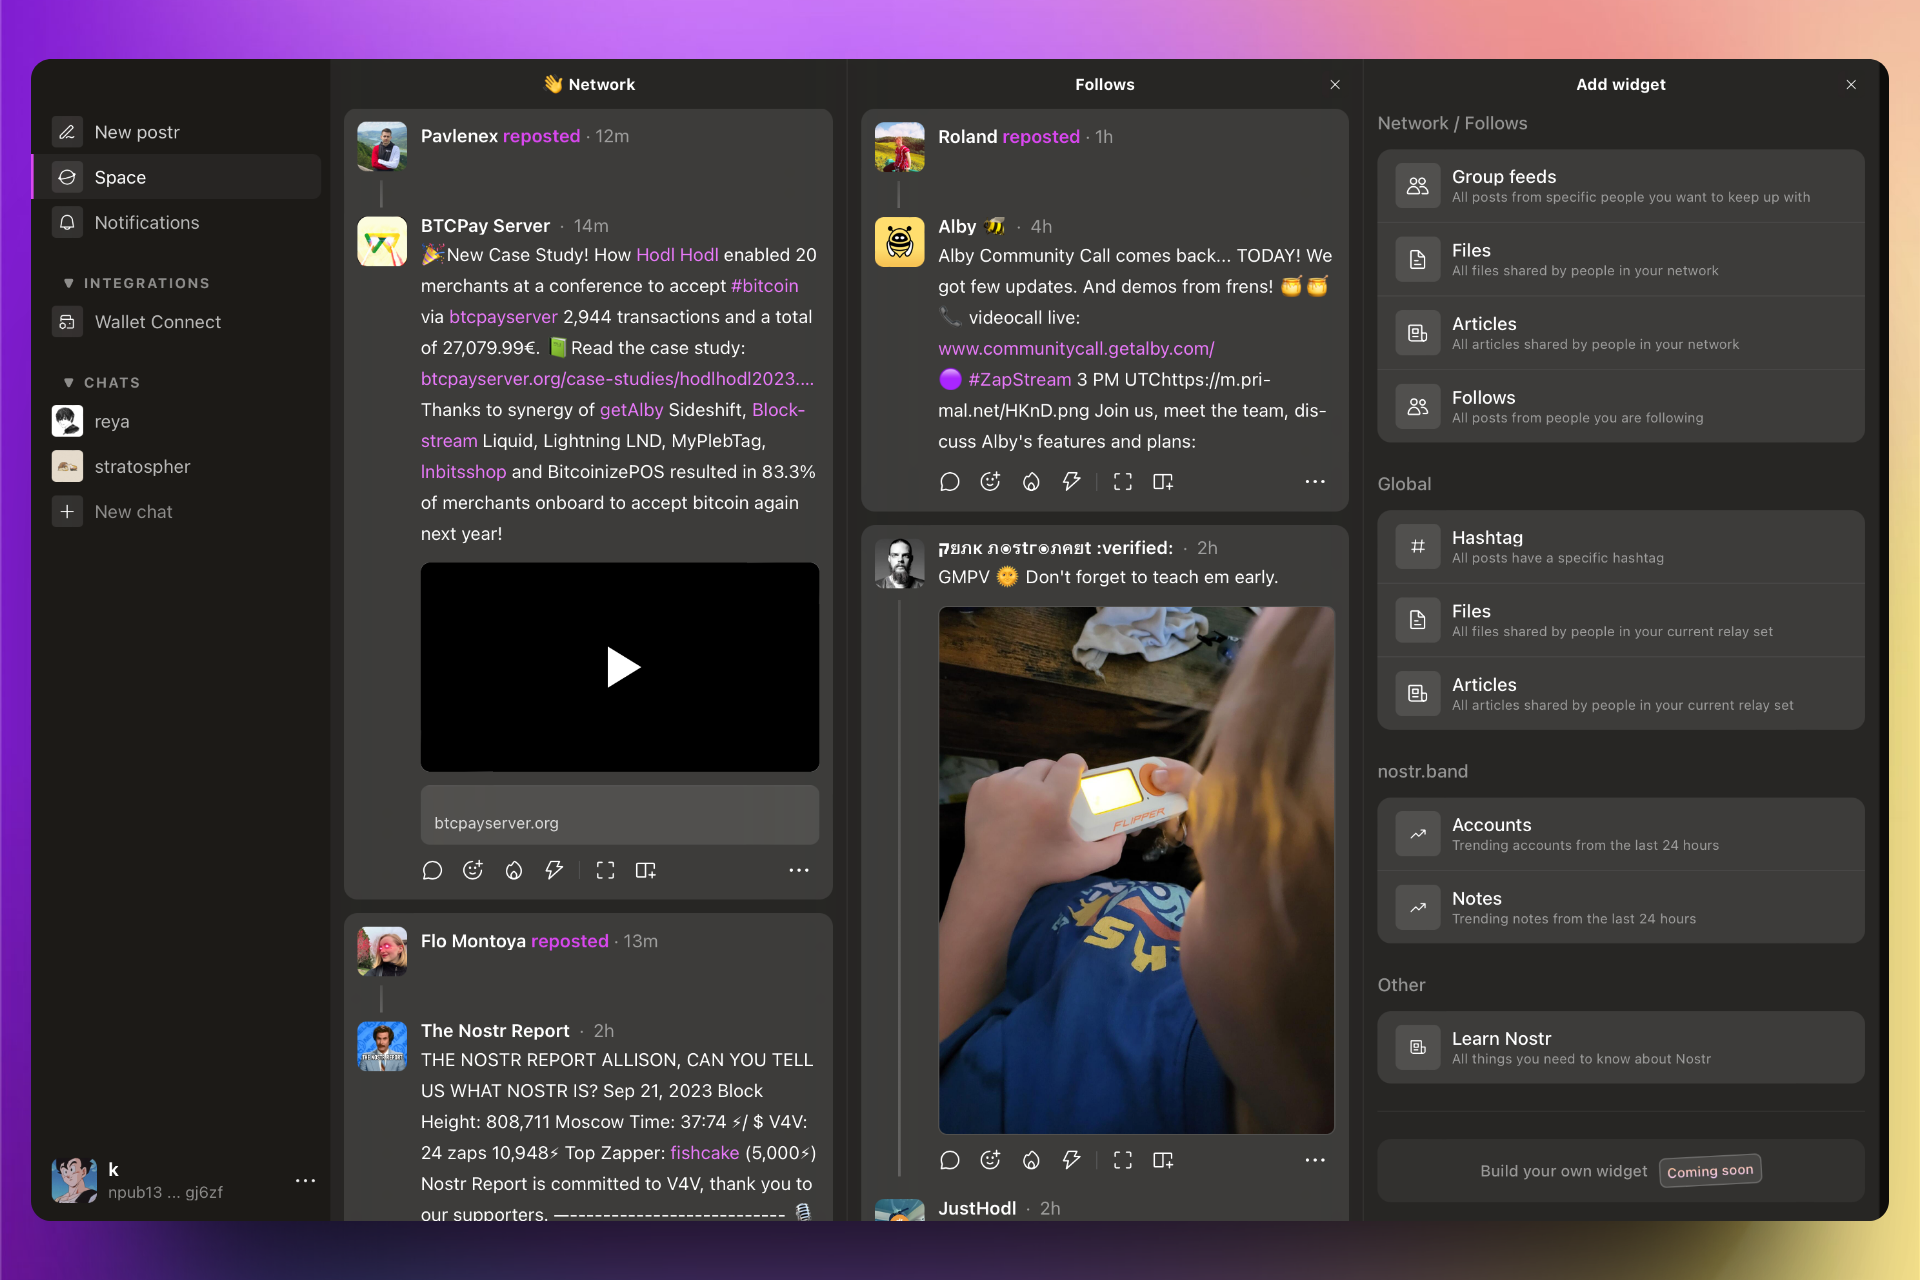 New postr
Space
Notifications
▼ INTEGRATIONS
Wallet Connect
▼ CHATS
reya
stratospher
New chat
k
npub13 ... gj6zf
👋 Network
Pavlenex reposted · 12m
BTCPay Server · 14m
🎉New Case Study! How Hodl Hodl enabled 20
merchants at a conference to accept #bitcoin
via btcpayserver 2,944 transactions and a total
of 27,079.99€. 📗Read the case study:
btcpayserver.org/case-studies/hodlhodl2023....
Thanks to synergy of getAlby Sideshift, Block-
stream Liquid, Lightning LND, MyPlebTag,
Inbitsshop and BitcoinizePOS resulted in 83.3%
of merchants onboard to accept bitcoin again
next year!
btcpayserver.org
Flo Montoya reposted · 13m
The Nostr Report · 2h
THE NOSTR REPORT
THE NOSTR REPORT ALLISON, CAN YOU TELL
US WHAT NOSTR IS? Sep 21, 2023 Block
Height: 808,711 Moscow Time: 37:74 ⚡/ $ V4V:
24 zaps 10,948⚡ Top Zapper: fishcake (5,000⚡)
Nostr Report is committed to V4V, thank you to
our supporters. —-------------------------- 🎙️
Follows
Roland reposted · 1h
Alby 🐝 · 4h
Alby Community Call comes back... TODAY! We
got few updates. And demos from frens! 🍯🍯
📞 videocall live:
www.communitycall.getalby.com/
🟣 #ZapStream 3 PM UTChttps://m.pri-
mal.net/HKnD.png Join us, meet the team, dis-
cuss Alby's features and plans:
:verified: · 2h
GMPV 🌞 Don't forget to teach em early.
FLIPPER
JustHodl · 2h
Add widget
Network / Follows
Group feeds
All posts from specific people you want to keep up with
Files
All files shared by people in your network
Articles
All articles shared by people in your network
Follows
All posts from people you are following
Global
Hashtag
All posts have a specific hashtag
Files
All files shared by people in your current relay set
Articles
All articles shared by people in your current relay set
nostr.band
Accounts
Trending accounts from the last 24 hours
Notes
Trending notes from the last 24 hours
Other
Learn Nostr
All things you need to know about Nostr
Build your own widget Coming soon